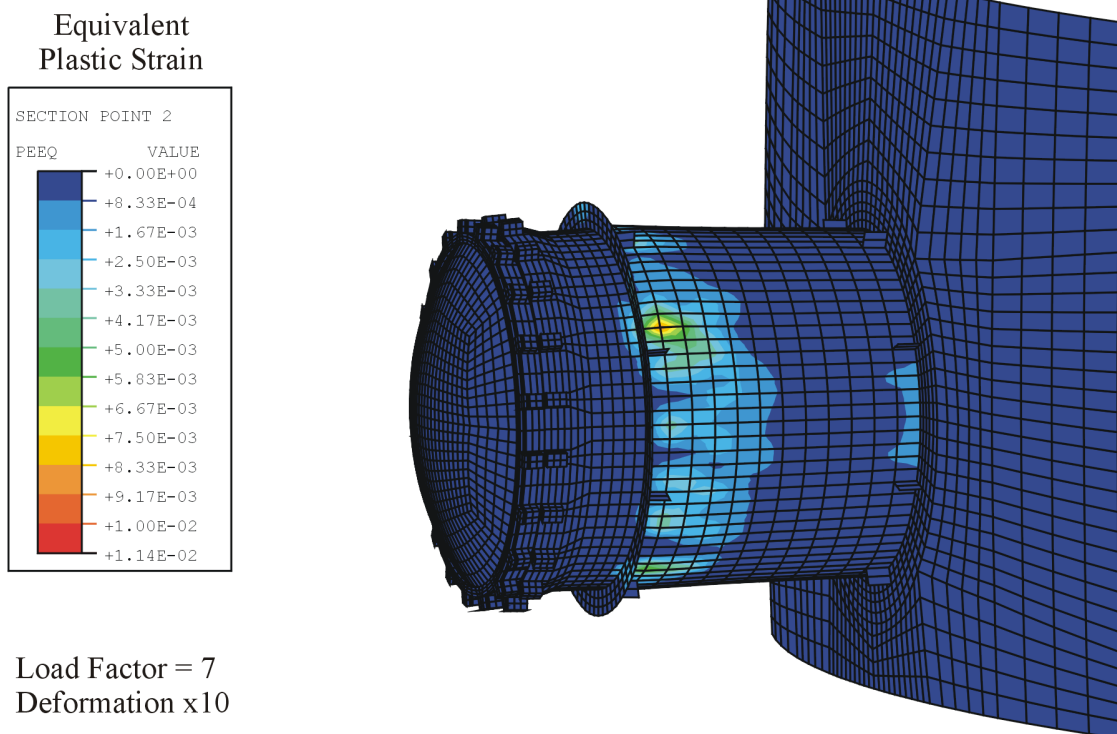 Equivalent
Plastic Strain
SECTION POINT 2
PEEQ VALUE
+0.00E+00
+8.33E-04
+1.67E-03
+2.50E-03
+3.33E-03
+4.17E-03
+5.00E-03
+5.83E-03
+6.67E-03
+7.50E-03
+8.33E-03
+9.17E-03
+1.00E-02
+1.14E-02
Load Factor = 7
Deformation x10